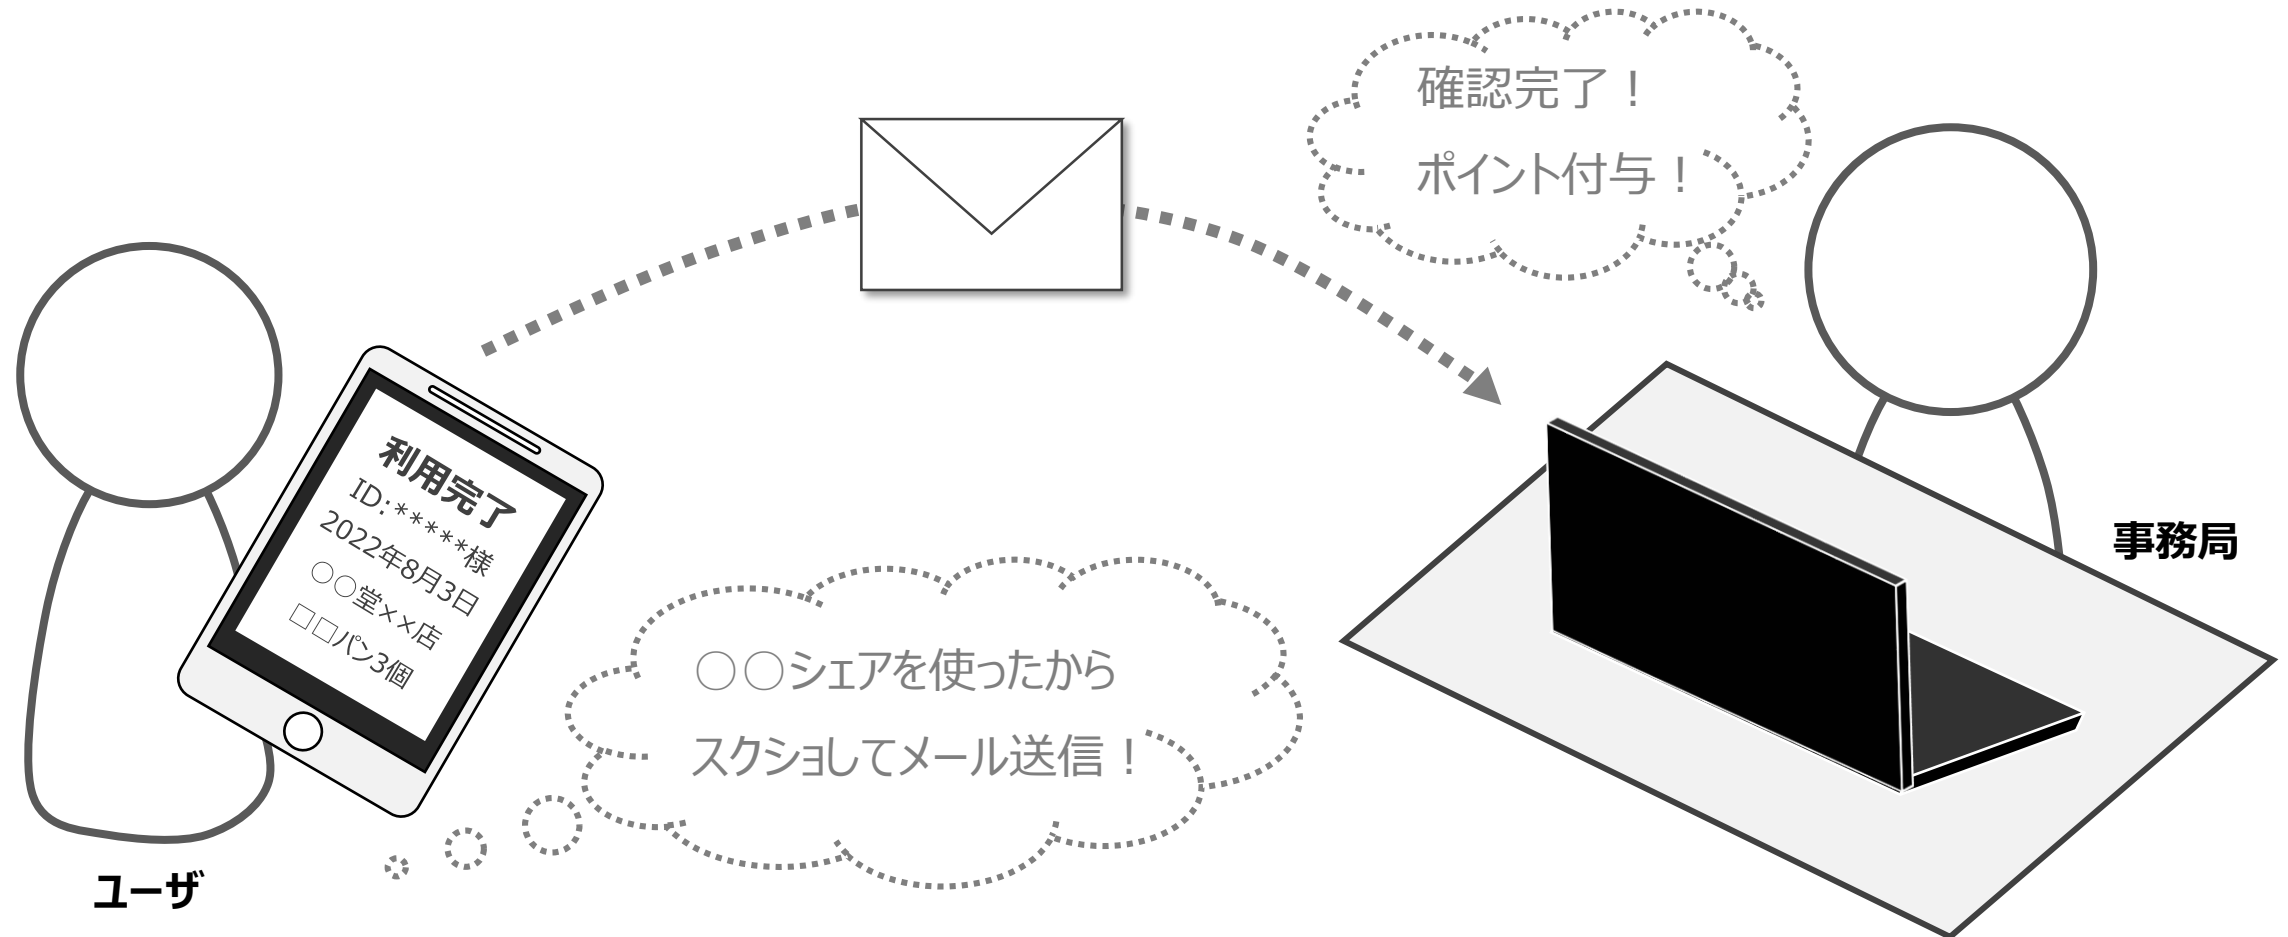 確認完了！
ポイント付与！
利用完了
ID:*****様
2022年8月3日
○○堂××店
□□パン3個
事務局
○○シェアを使ったから
スクショしてメール送信！
ユーザ